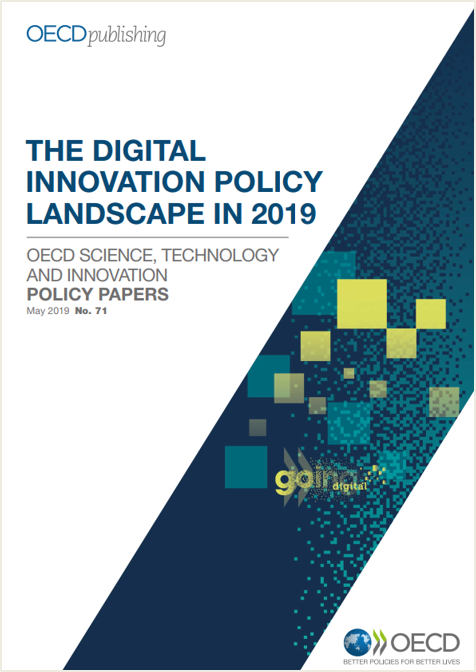 OECDpublishing
THE DIGITAL
INNOVATION POLICY
LANDSCAPE IN 2019
OECD SCIENCE, TECHNOLOGY
AND INNOVATION
POLICY PAPERS
May 2019 No. 71
going
digital
OECD
BETTER POLICIES FOR BETTER LIVES